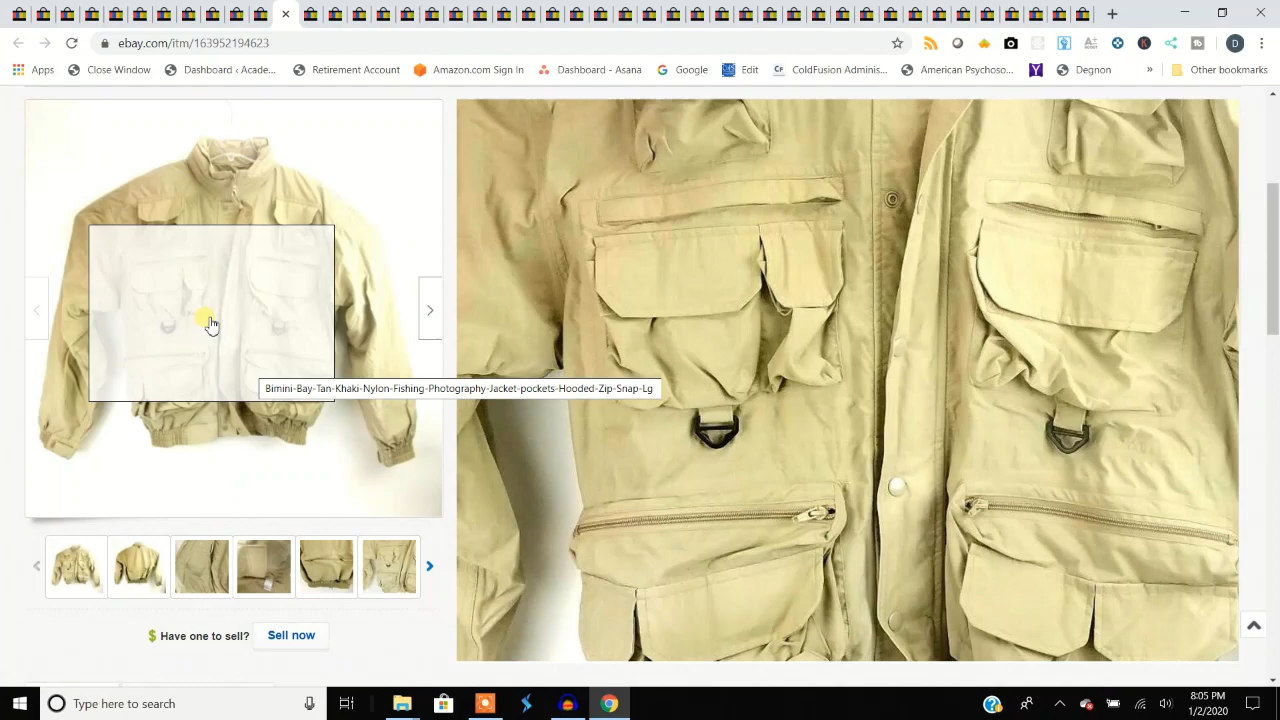 ebay.com/itm/163952194623
D
Apps
Close Window
Dashboard ‹ Acade...
Retirement Account
Amazon.com Sign In
Dashboard - Asana
Google
Edit
CF
ColdFusion Adminis...
American Psychoso...
Y
Degnon
»
Other bookmarks
Bimini-Bay-Tan-Khaki-Nylon-Fishing-Photography-Jacket-pockets-Hooded-Zip-Snap-Lg
$ Have one to sell?
Sell now
Type here to search
8:05 PM
1/2/2020